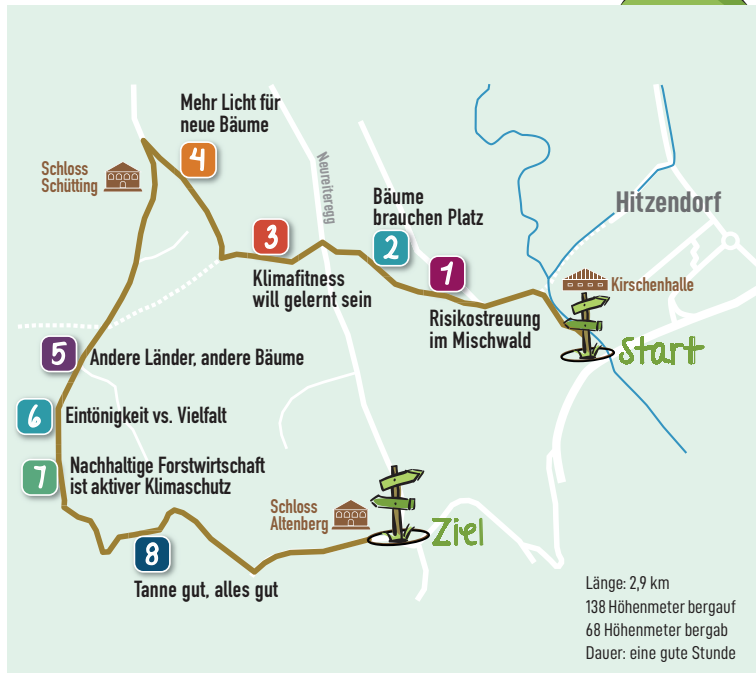 Mehr Licht für
neue Bäume
4
Schloss
Schütting
Neureiteregg
Bäume
brauchen Platz
Hitzendorf
3
2
1
Klimafitness
will gelernt sein
Kirschenhalle
Risikostreuung
im Mischwald
Start
5
Andere Länder, andere Bäume
6
Eintönigkeit vs. Vielfalt
7
Nachhaltige Forstwirtschaft
ist aktiver Klimaschutz
Schloss
Altenberg
Ziel
8
Tanne gut, alles gut
Länge: 2,9 km
138 Höhenmeter bergauf
68 Höhenmeter bergab
Dauer: eine gute Stunde